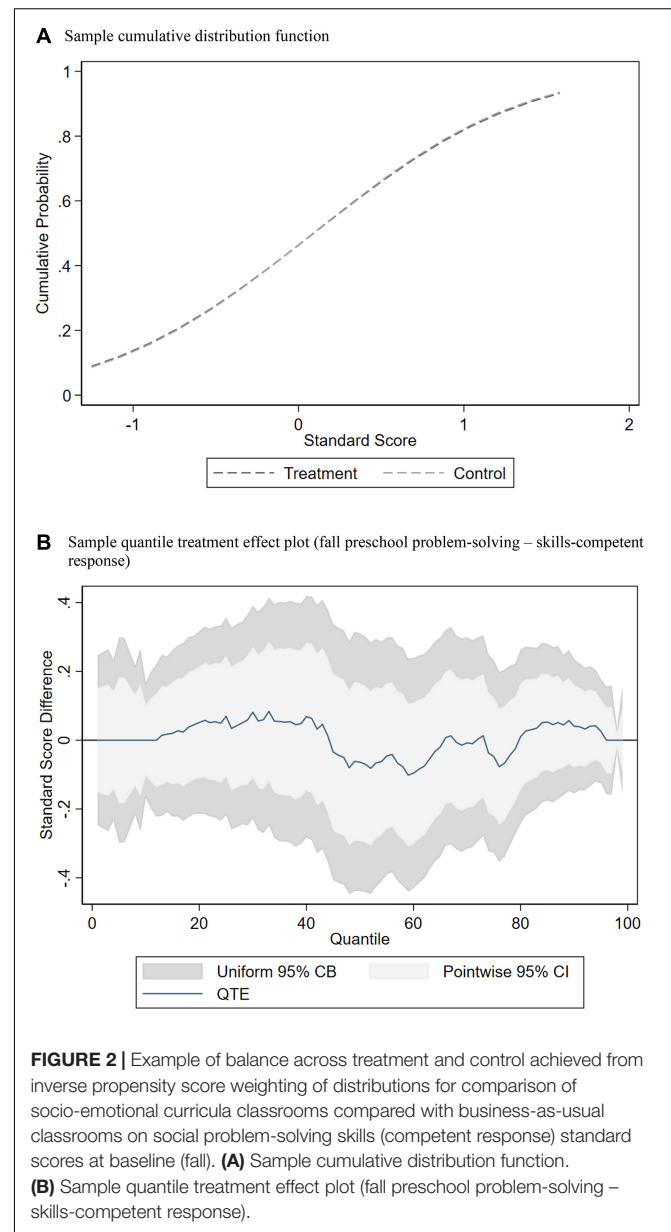 A Sample cumulative distribution function
1
.8
.6
.4
.2
0
Cumulative Probability
-1 0 1 2
Standard Score
Treatment Control
B Sample quantile treatment effect plot (fall preschool problem-solving – skills-competent
response)
.4
.2
0
-.2
-.4
Standard Score Difference
0 20 40 60 80 100
Quantile
Uniform 95% CB Pointwise 95% CI
QTE
FIGURE 2 | Example of balance across treatment and control achieved from
inverse propensity score weighting of distributions for comparison of
socio-emotional curricula classrooms compared with business-as-usual
classrooms on social problem-solving skills (competent response) standard
scores at baseline (fall). (A) Sample cumulative distribution function.
(B) Sample quantile treatment effect plot (fall preschool problem-solving –
skills-competent response).